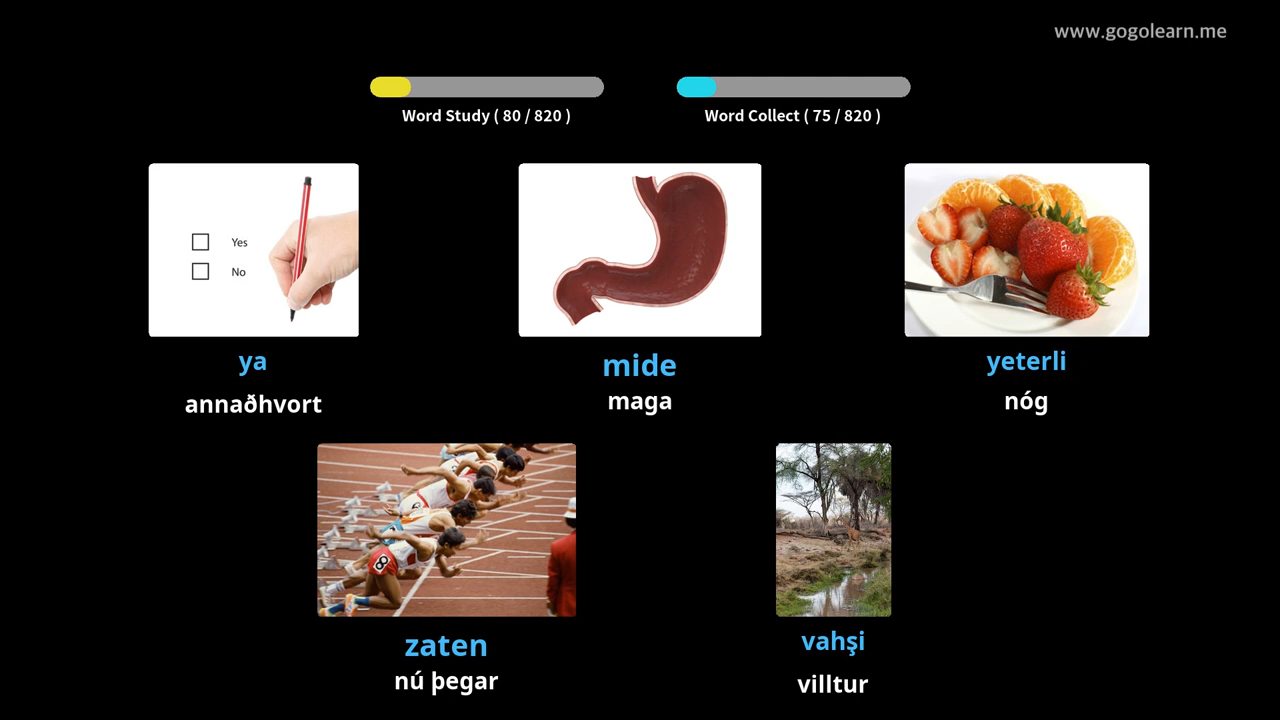 www.gogolearn.me
Word Study ( 80 / 820 )
Word Collect ( 75 / 820 )
Yes
No
ya
annaðhvort
mide
maga
yeterli
nóg
8
zaten
nú þegar
vahşi
villtur